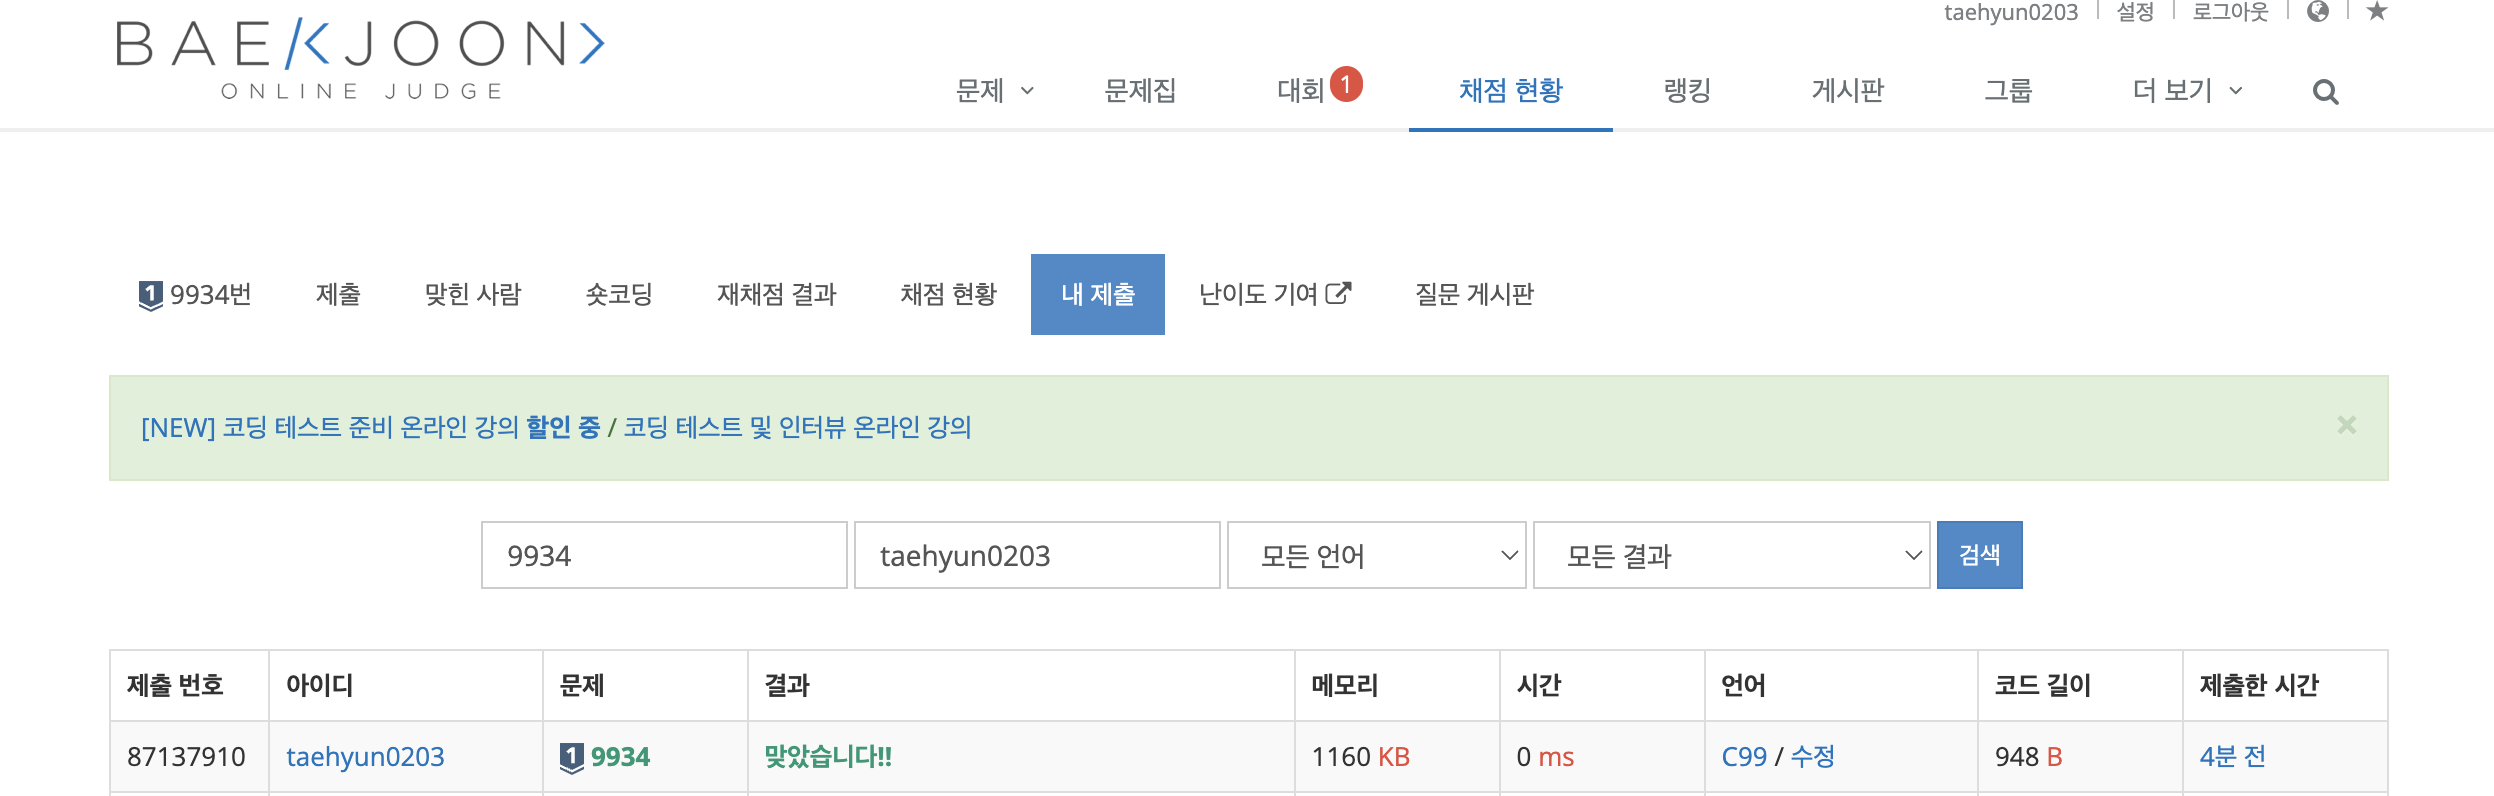 taehyun0203 설정 로그아웃
BAEKJOON
ONLINE JUDGE
문제 문제집 대회 1 채점 현황 랭킹 게시판 그룹 더 보기
1 9934번 제출 맞힌 사람 숏코딩 재채점 결과 채점 현황 내 제출 난이도 기여 질문 게시판
[NEW] 코딩 테스트 준비 온라인 강의 할인 중 / 코딩 테스트 및 인터뷰 온라인 강의 ×
9934 taehyun0203 모든 언어 모든 결과 검색
제출 번호 아이디 문제 결과 메모리 시간 언어 코드 길이 제출한 시간
87137910 taehyun0203 1 9934 맞았습니다!! 1160 KB 0 ms C99 / 수정 948 B 4분 전